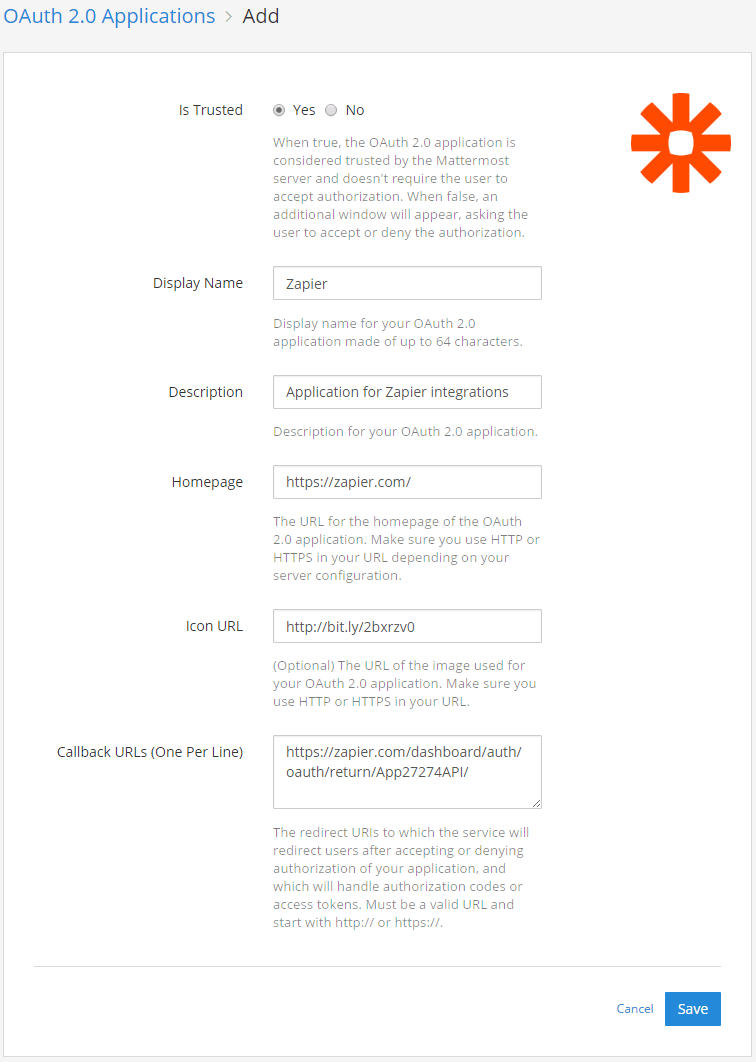 OAuth 2.0 Applications > Add
Is Trusted
Yes No
When true, the OAuth 2.0 application is
considered trusted by the Mattermost
server and doesn't require the user to
accept authorization. When false, an
additional window will appear, asking the
user to accept or deny the authorization.
Display Name
Zapier
Display name for your OAuth 2.0
application made of up to 64 characters.
Description
Application for Zapier integrations
Description for your OAuth 2.0 application.
Homepage
https://zapier.com/
The URL for the homepage of the OAuth
2.0 application. Make sure you use HTTP or
HTTPS in your URL depending on your
server configuration.
Icon URL
http://bit.ly/2bxrzv0
(Optional) The URL of the image used for
your OAuth 2.0 application. Make sure you
use HTTP or HTTPS in your URL.
Callback URLs (One Per Line)
https://zapier.com/dashboard/auth/
oauth/return/App27274API/
The redirect URIs to which the service will
redirect users after accepting or denying
authorization of your application, and
which will handle authorization codes or
access tokens. Must be a valid URL and
start with http:// or https://.
Cancel Save